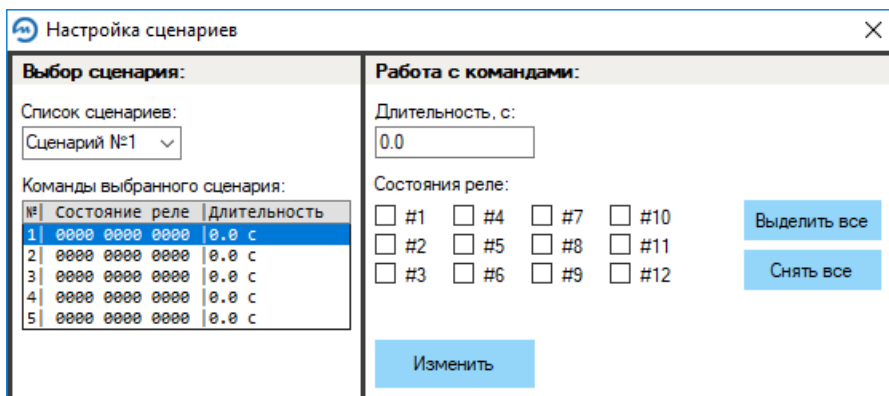 Настройка сценариев
Выбор сценария:
Список сценариев:
Сценарий №1
Команды выбранного сценария:
№| Состояние реле |Длительность
1| 0000 0000 0000 |0.0 с
2| 0000 0000 0000 |0.0 с
3| 0000 0000 0000 |0.0 с
4| 0000 0000 0000 |0.0 с
5| 0000 0000 0000 |0.0 с
Работа с командами:
Длительность, с:
0.0
Состояния реле:
#1 #4 #7 #10
#2 #5 #8 #11
#3 #6 #9 #12
Выделить все
Снять все
Изменить